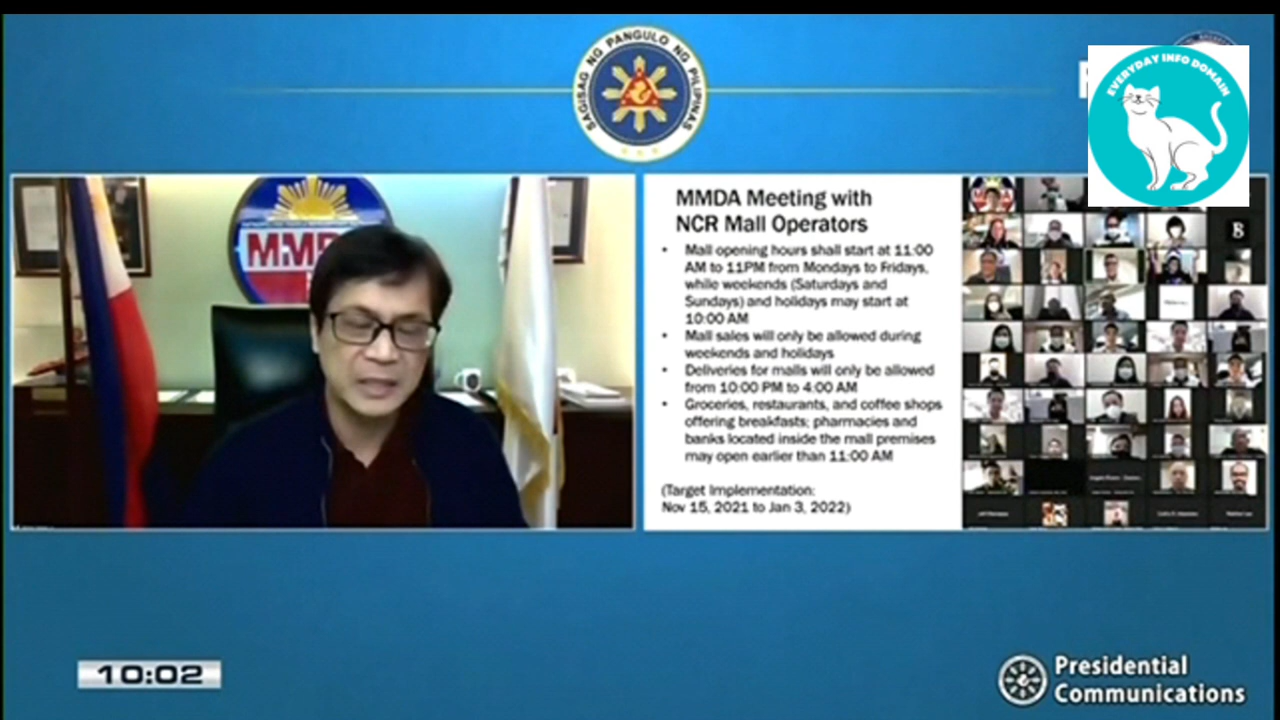 SAGISAG NG PANGULO NG PILIPINAS
EVERYDAY INFO DOMAIN
MMDA Meeting with
NCR Mall Operators
• Mall opening hours shall start at 11:00
AM to 11PM from Mondays to Fridays,
while weekends (Saturdays and
Sundays) and holidays may start at
10:00 AM
• Mall sales will only be allowed during
weekends and holidays
• Deliveries for malls will only be allowed
from 10:00 PM to 4:00 AM
• Groceries, restaurants, and coffee shops
offering breakfasts; pharmacies and
banks located inside the mall premises
may open earlier than 11:00 AM
(Target Implementation:
Nov 15, 2021 to Jan 3, 2022)
10:02
Presidential
Communications